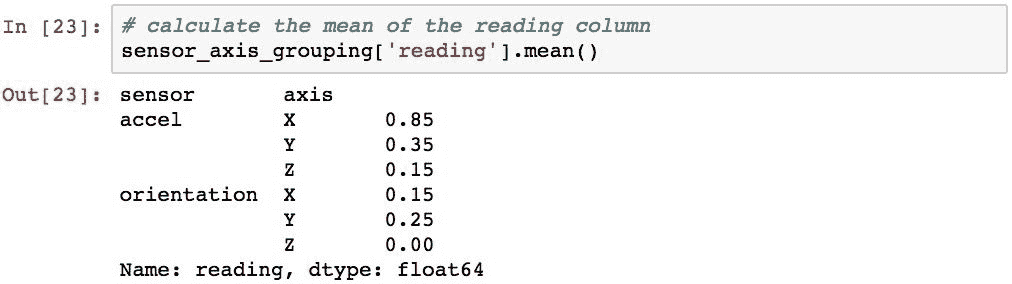 In [23]: # calculate the mean of the reading column
sensor_axis_grouping['reading'].mean()
Out[23]: sensor axis
accel X 0.85
Y 0.35
Z 0.15
orientation X 0.15
Y 0.25
Z 0.00
Name: reading, dtype: float64